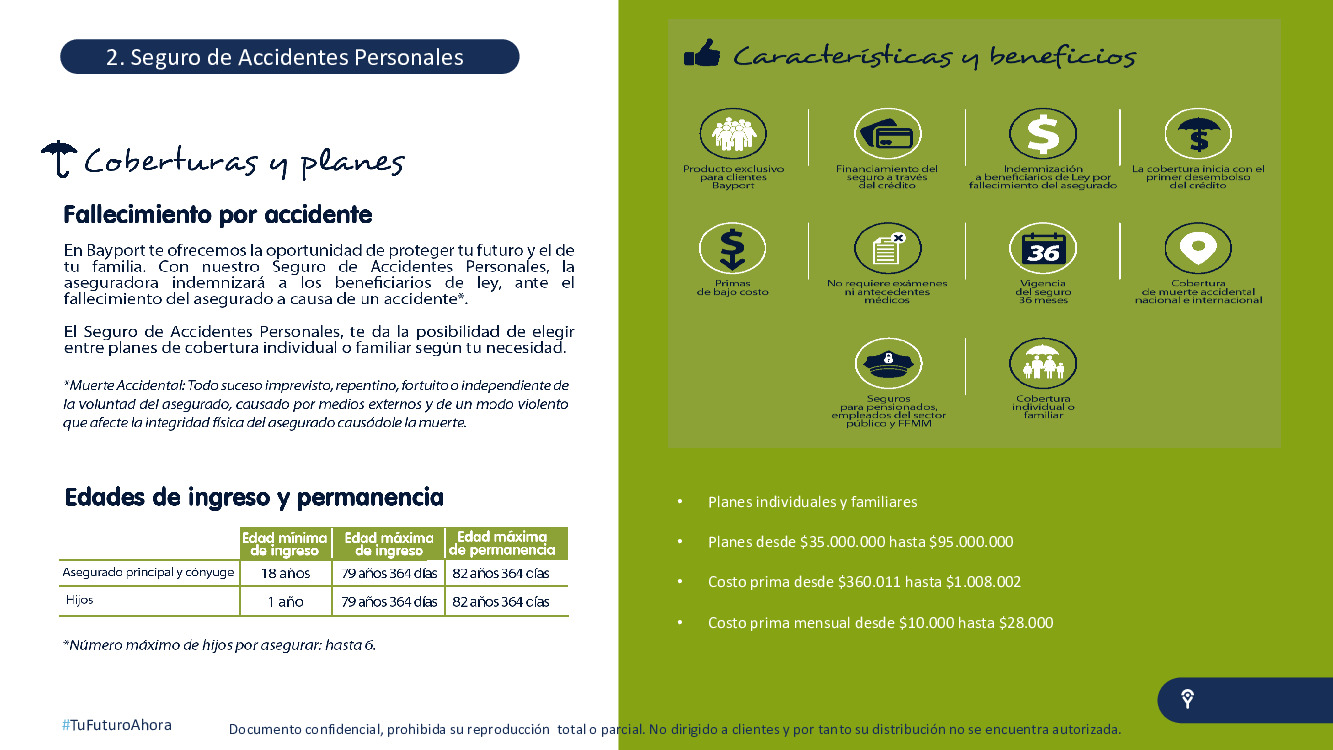 2. Seguro de Accidentes Personales
Coberturas y planes
Fallecimiento por accidente
En Bayport te ofrecemos la oportunidad de proteger tu futuro y el de
tu familia. Con nuestro Seguro de Accidentes Personales, la
aseguradora indemnizará a los beneficiarios de ley, ante el
fallecimiento del asegurado a causa de un accidente*.
El Seguro de Accidentes Personales, te da la posibilidad de elegir
entre planes de cobertura individual o familiar según tu necesidad.
*Muerte Accidental: Todo suceso imprevisto, repentino, fortuito o independiente de
la voluntad del asegurado, causado por medios externos y de un modo violento
que afecte la integridad física del asegurado causódole la muerte.
Edades de ingreso y permanencia
Edad mínima
de ingreso
Edad máxima
de ingreso
Edad máxima
de permanencia
Asegurado principal y cónyuge 18 años 79 años 364 días 82 años 364 días
Hijos 1 año 79 años 364 días 82 años 364 días
*Número máximo de hijos por asegurar: hasta 6.
#TuFuturoAhora
Características y beneficios
Producto exclusivo
para clientes
Bayport
Financiamiento del
seguro a través
del crédito
$
Indemnización
a beneficiarios de Ley por
fallecimiento del asegurado
$
La cobertura inicia con el
primer desembolso
del crédito
$
Primas
de bajo costo
No requiere exámenes
ni antecedentes
médicos
36
Vigencia
del seguro
36 meses
Cobertura
de muerte accidental
nacional e internacional
Seguros
para pensionados,
empleados del sector
público y FFMM
Cobertura
individual o
familiar
• Planes individuales y familiares
• Planes desde $35.000.000 hasta $95.000.000
• Costo prima desde $360.011 hasta $1.008.002
• Costo prima mensual desde $10.000 hasta $28.000
Documento confidencial, prohibida su reproducción total o parcial. No dirigido a clientes y por tanto su distribución no se encuentra autorizada.